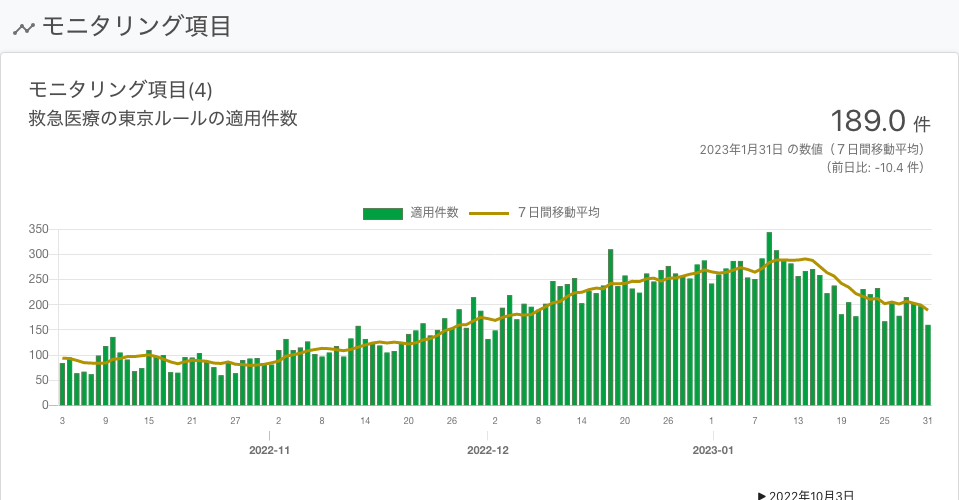 モニタリング項目
モニタリング項目(4)
救急医療の東京ルールの適用件数
189.0 件
2023年1月31日 の数値（７日間移動平均）
（前日比: -10.4 件）
適用件数 ７日間移動平均
350
300
250
200
150
100
50
0
3 9 15 21 27 2 8 14 20 26 2 8 14 20 26 1 7 13 19 25 31
2022-11 2022-12 2023-01
▶ 2022年10月3日